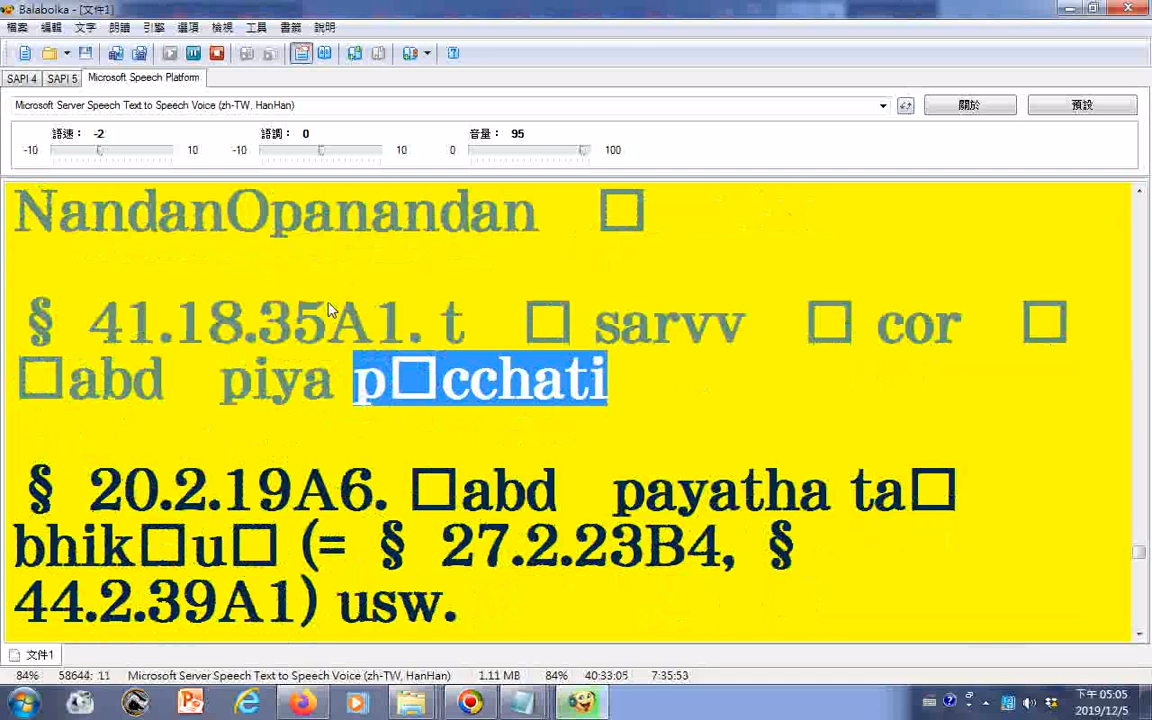 Balabolka - [文件1]
檔案 編輯 文字 朗讀 引擎 選項 檢視 工具 書籤 說明
SAPI 4 SAPI 5 Microsoft Speech Platform
Microsoft Server Speech Text to Speech Voice (zh-TW, HanHan) 關於 預設
語速： -2 語調： 0 音量： 95
-10 10 -10 10 0 100
NandanOpanandan □
§ 41.18.35A1. t □ sarvv □ cor □
□abd piya p□cchati
§ 20.2.19A6. □abd payatha ta□
bhik□u□ (= § 27.2.23B4, §
44.2.39A1) usw.
文件1
84% 58644: 11 Microsoft Server Speech Text to Speech Voice (zh-TW, HanHan) 1.11 MB 84% 40:33:05 7:35:53
下午 05:05
2019/12/5